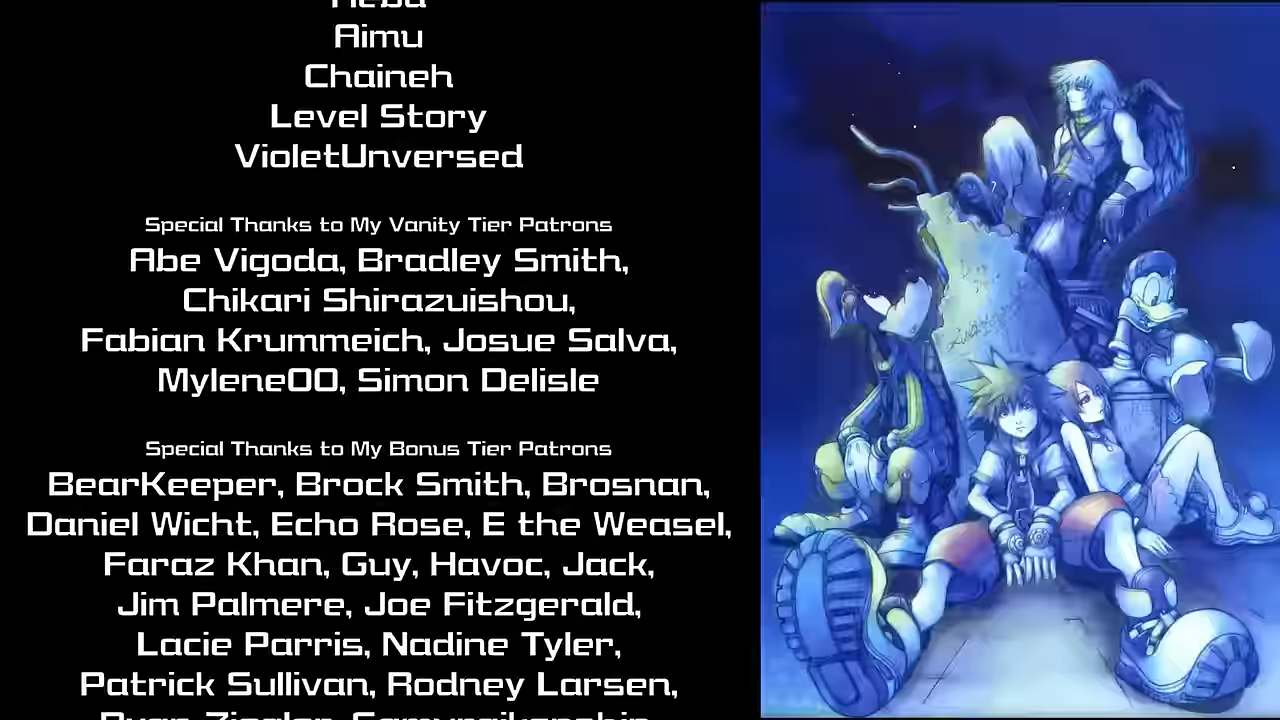 Aimu
Chaineh
Level Story
VioletUnversed
Special Thanks to My Vanity Tier Patrons
Abe Vigoda, Bradley Smith,
Chikari Shirazuishou,
Fabian Krummeich, Josue Salva,
Mylene00, Simon Delisle
Special Thanks to My Bonus Tier Patrons
BearKeeper, Brock Smith, Brosnan,
Daniel Wicht, Echo Rose, E the Weasel,
Faraz Khan, Guy, Havoc, Jack,
Jim Palmere, Joe Fitzgerald,
Lacie Parris, Nadine Tyler,
Patrick Sullivan, Rodney Larsen,